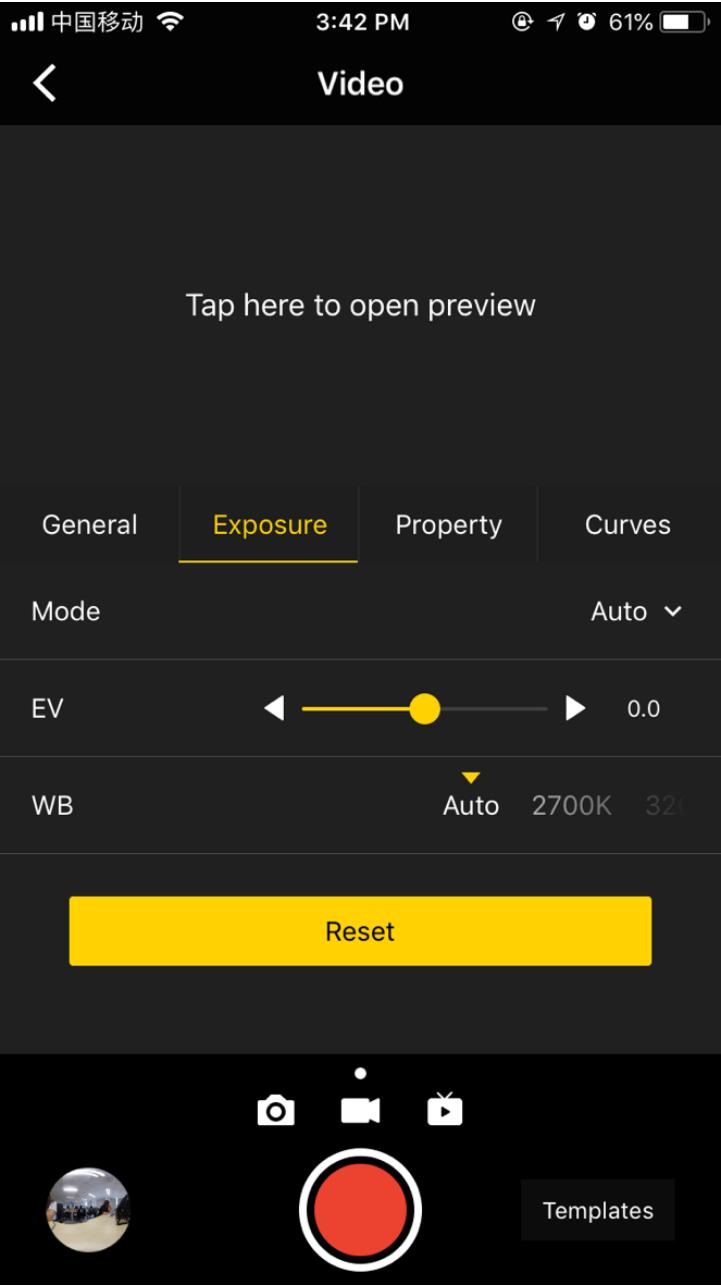 中国移动 3:42 PM 61%
Video
Tap here to open preview
General Exposure Property Curves
Mode Auto
EV 0.0
WB Auto 2700K
Reset
Templates